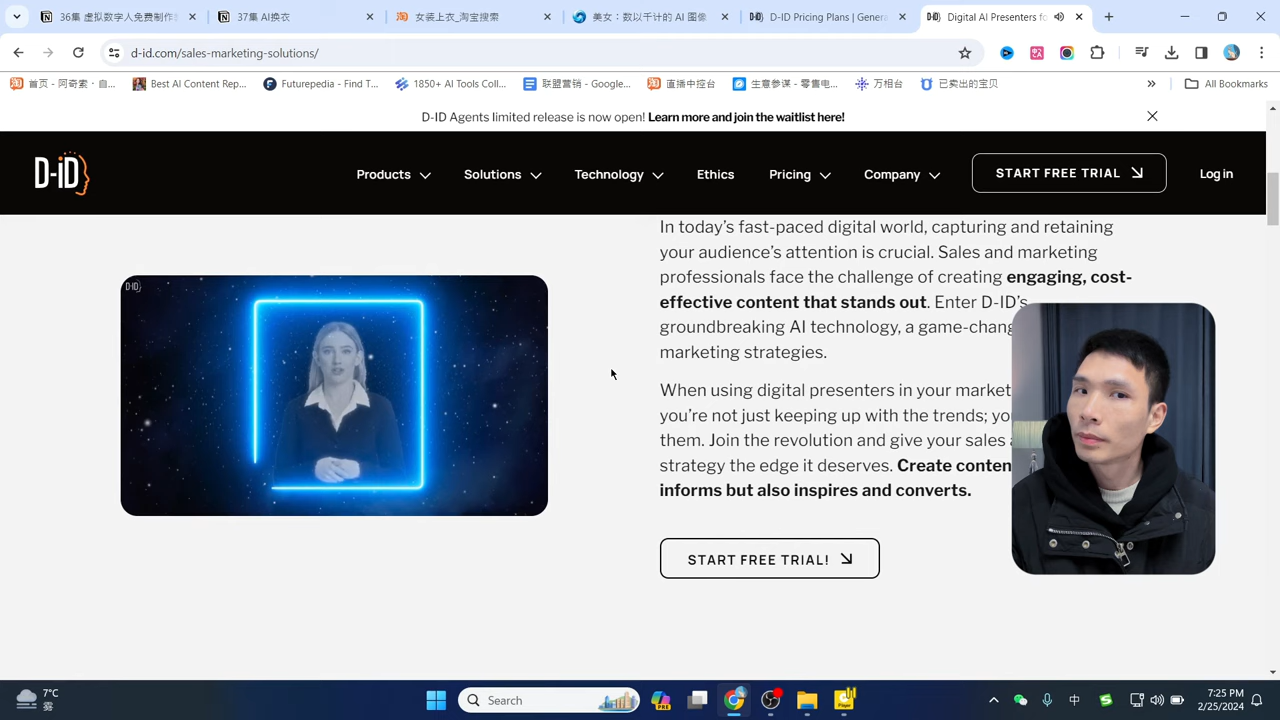 36集 虚拟数字人免费制作
37集 AI换衣
女装上衣_淘宝搜索
美女：数以千计的 AI 图像
D-ID Pricing Plans | Genera
Digital AI Presenters fo
d-id.com/sales-marketing-solutions/
首页 - 阿奇索 · 自...
Best AI Content Rep...
Futurepedia - Find T...
1850+ AI Tools Coll...
联盟营销 - Google...
直播中控台
生意参谋 - 零售电...
万相台
已卖出的宝贝
All Bookmarks
D-ID Agents limited release is now open! Learn more and join the waitlist here!
D-iD
Products
Solutions
Technology
Ethics
Pricing
Company
START FREE TRIAL
Log in
In today's fast-paced digital world, capturing and retaining
your audience's attention is crucial. Sales and marketing
professionals face the challenge of creating engaging, cost-
effective content that stands out. Enter D-ID's
groundbreaking AI technology, a game-chang
marketing strategies.
When using digital presenters in your market
you're not just keeping up with the trends; yo
them. Join the revolution and give your sales a
strategy the edge it deserves. Create conten
informs but also inspires and converts.
START FREE TRIAL!
D-iD
7°C
雾
Search
PRE
Player
中
7:25 PM
2/25/2024